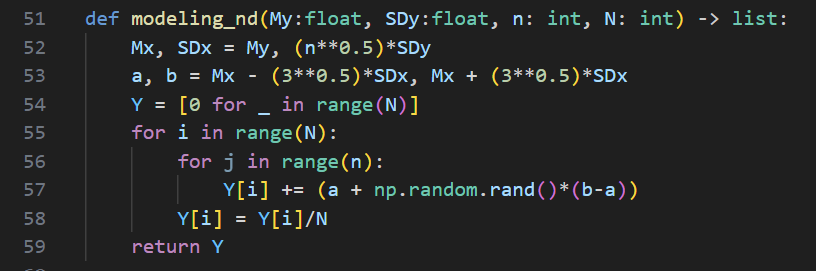 51 def modeling_nd(My:float, SDy:float, n: int, N: int) -> list:
52     Mx, SDx = My, (n**0.5)*SDy
53     a, b = Mx - (3**0.5)*SDx, Mx + (3**0.5)*SDx
54     Y = [0 for _ in range(N)]
55     for i in range(N):
56         for j in range(n):
57             Y[i] += (a + np.random.rand()*(b-a))
58         Y[i] = Y[i]/N
59     return Y